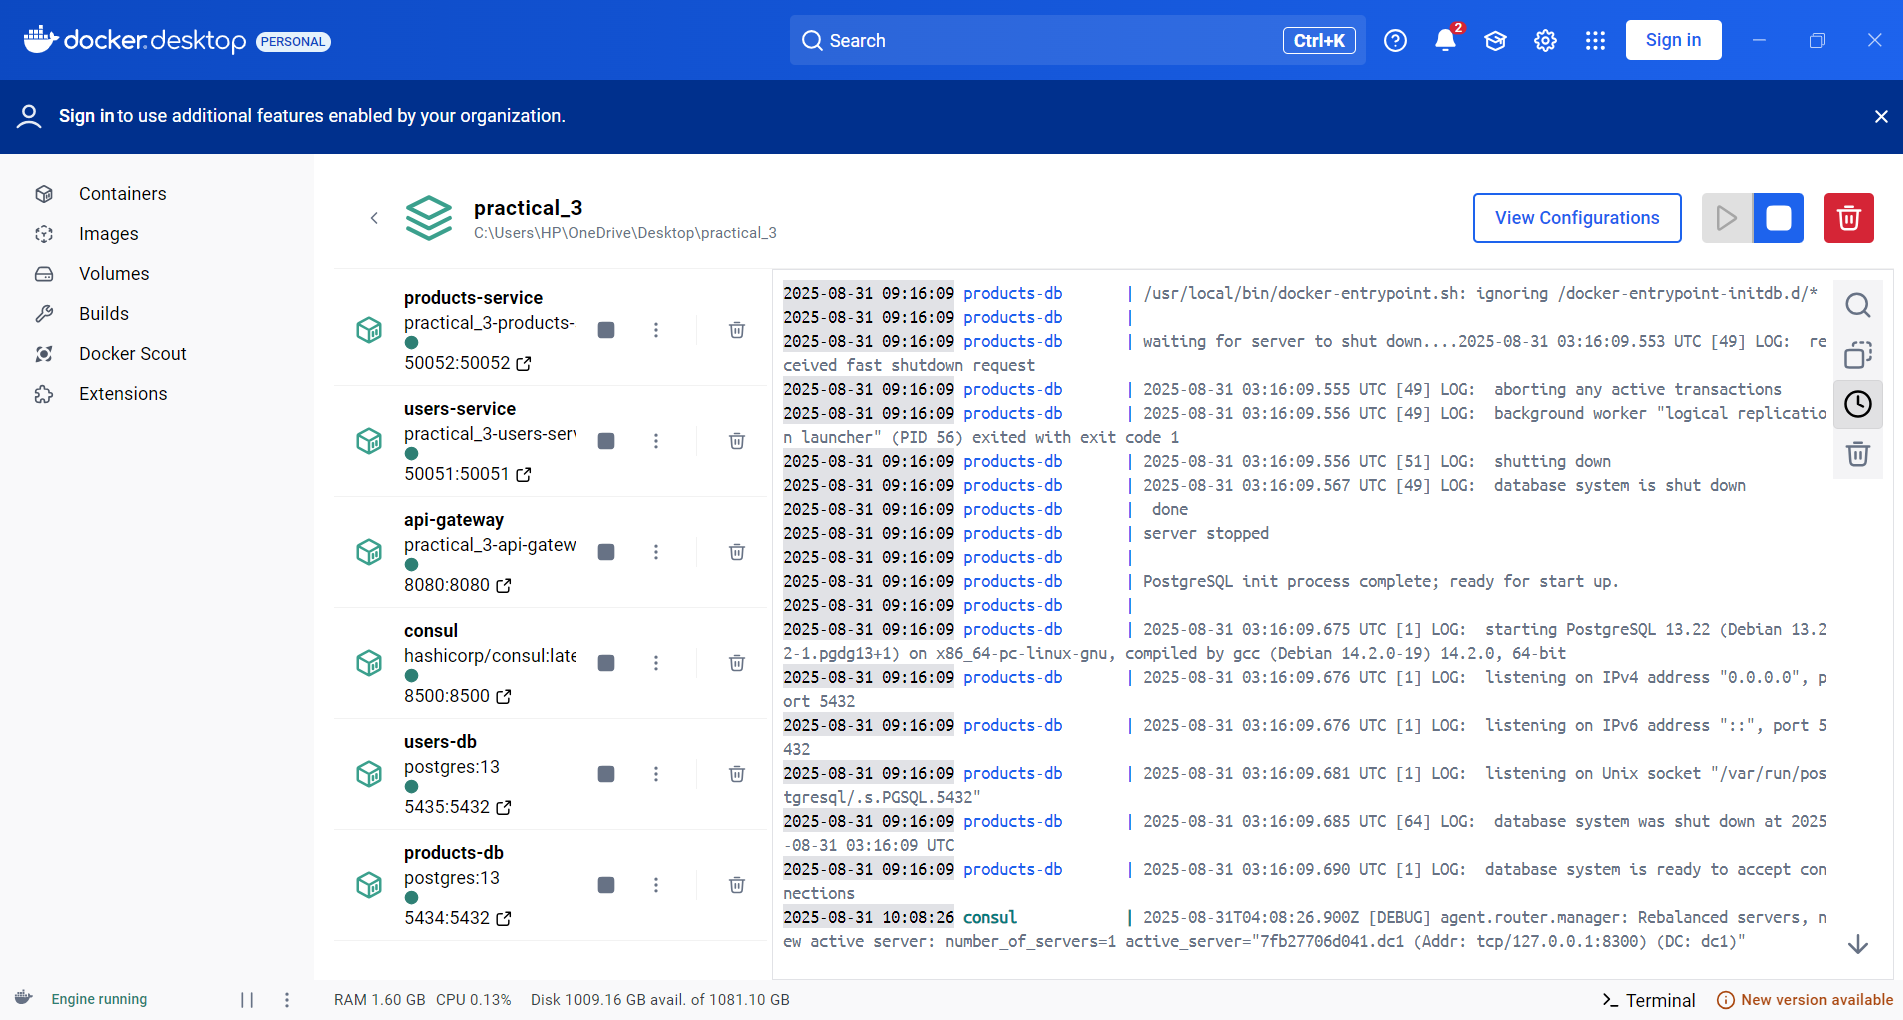 docker.desktop PERSONAL
Search
Ctrl+K
2
Sign in
Sign in to use additional features enabled by your organization.
Containers
Images
Volumes
Builds
Docker Scout
Extensions
practical_3
C:\Users\HP\OneDrive\Desktop\practical_3
View Configurations
products-service
practical_3-products-
50052:50052
users-service
practical_3-users-serv
50051:50051
api-gateway
practical_3-api-gatew
8080:8080
consul
hashicorp/consul:late
8500:8500
users-db
postgres:13
5435:5432
products-db
postgres:13
5434:5432
2025-08-31 09:16:09 products-db | /usr/local/bin/docker-entrypoint.sh: ignoring /docker-entrypoint-initdb.d/*
2025-08-31 09:16:09 products-db |
2025-08-31 09:16:09 products-db | waiting for server to shut down....2025-08-31 03:16:09.553 UTC [49] LOG:  re
ceived fast shutdown request
2025-08-31 09:16:09 products-db | 2025-08-31 03:16:09.555 UTC [49] LOG:  aborting any active transactions
2025-08-31 09:16:09 products-db | 2025-08-31 03:16:09.556 UTC [49] LOG:  background worker "logical replicatio
n launcher" (PID 56) exited with exit code 1
2025-08-31 09:16:09 products-db | 2025-08-31 03:16:09.556 UTC [51] LOG:  shutting down
2025-08-31 09:16:09 products-db | 2025-08-31 03:16:09.567 UTC [49] LOG:  database system is shut down
2025-08-31 09:16:09 products-db |  done
2025-08-31 09:16:09 products-db | server stopped
2025-08-31 09:16:09 products-db |
2025-08-31 09:16:09 products-db | PostgreSQL init process complete; ready for start up.
2025-08-31 09:16:09 products-db |
2025-08-31 09:16:09 products-db | 2025-08-31 03:16:09.675 UTC [1] LOG:  starting PostgreSQL 13.22 (Debian 13.2
2-1.pgdg13+1) on x86_64-pc-linux-gnu, compiled by gcc (Debian 14.2.0-19) 14.2.0, 64-bit
2025-08-31 09:16:09 products-db | 2025-08-31 03:16:09.676 UTC [1] LOG:  listening on IPv4 address "0.0.0.0", p
ort 5432
2025-08-31 09:16:09 products-db | 2025-08-31 03:16:09.676 UTC [1] LOG:  listening on IPv6 address "::", port 5
432
2025-08-31 09:16:09 products-db | 2025-08-31 03:16:09.681 UTC [1] LOG:  listening on Unix socket "/var/run/pos
tgresql/.s.PGSQL.5432"
2025-08-31 09:16:09 products-db | 2025-08-31 03:16:09.685 UTC [64] LOG:  database system was shut down at 2025
-08-31 03:16:09 UTC
2025-08-31 09:16:09 products-db | 2025-08-31 03:16:09.690 UTC [1] LOG:  database system is ready to accept con
nections
2025-08-31 10:08:26 consul | 2025-08-31T04:08:26.900Z [DEBUG] agent.router.manager: Rebalanced servers, n
ew active server: number_of_servers=1 active_server="7fb27706d041.dc1 (Addr: tcp/127.0.0.1:8300) (DC: dc1)"
Engine running
RAM 1.60 GB CPU 0.13% Disk 1009.16 GB avail. of 1081.10 GB
Terminal
New version available